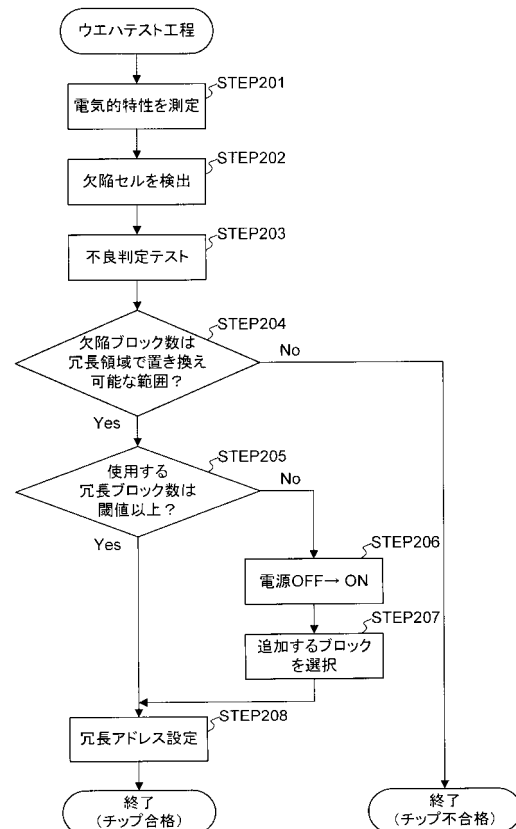 ウエハテスト工程
STEP201
電気的特性を測定
STEP202
欠陥セルを検出
STEP203
不良判定テスト
STEP204
欠陥ブロック数は
冗長領域で置き換え
可能な範囲？
No
Yes
STEP205
使用する
冗長ブロック数は
閾値以上？
No
Yes
STEP206
電源OFF→ ON
STEP207
追加するブロック
を選択
STEP208
冗長アドレス設定
終了
（チップ合格）
終了
（チップ不合格）